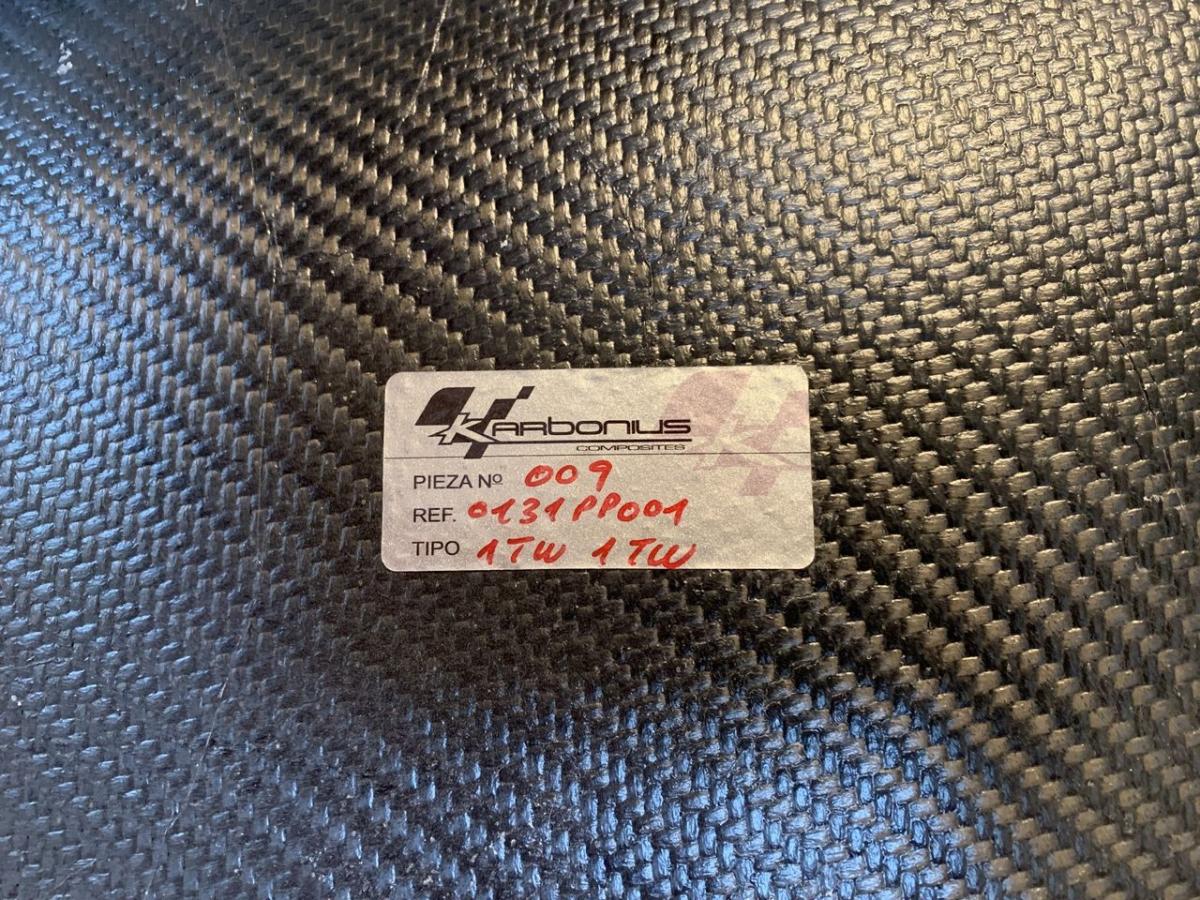 KARBONIUS
COMPOSITES
PIEZA Nº 009
REF. 0131PP001
TIPO 1TW 1TW